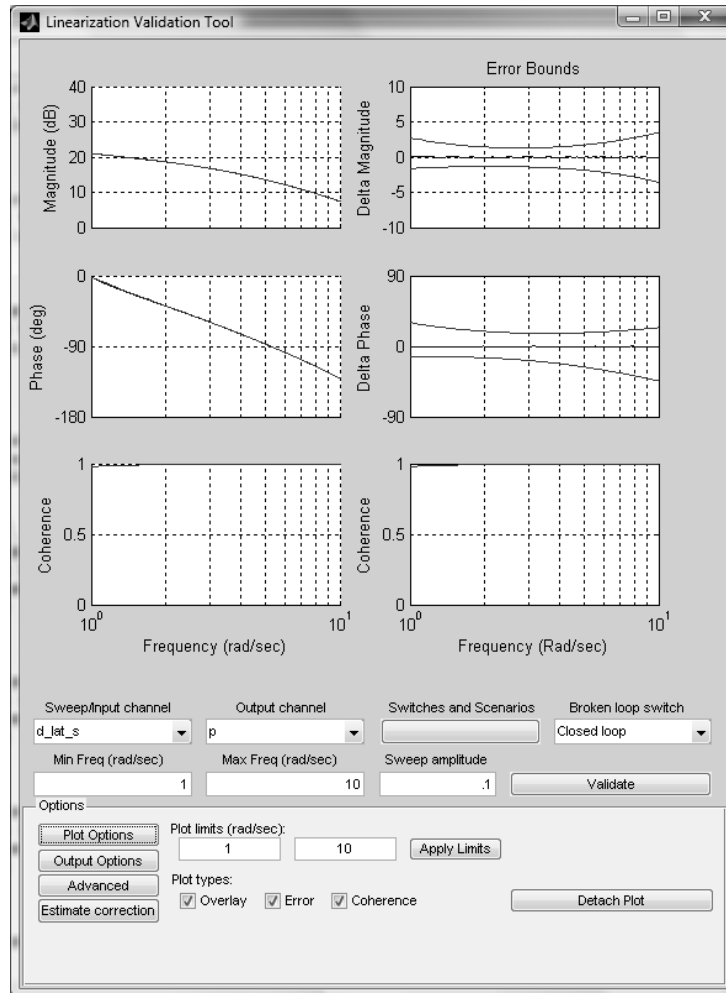 Linearization Validation Tool
Error Bounds
Magnitude (dB)
40
30
20
10
0
Delta Magnitude
10
5
0
-5
-10
Phase (deg)
0
-90
-180
Delta Phase
90
0
-90
Coherence
1
0.5
0
10^0
10^1
Frequency (rad/sec)
Coherence
1
0.5
0
10^0
10^1
Frequency (Rad/sec)
Sweep/Input channel Output channel Switches and Scenarios Broken loop switch
d_lat_s p Closed loop
Min Freq (rad/sec) Max Freq (rad/sec) Sweep amplitude
1 10 .1 Validate
Options
Plot Options
Output Options
Advanced
Estimate correction
Plot limits (rad/sec):
1 10 Apply Limits
Plot types:
Overlay Error Coherence Detach Plot